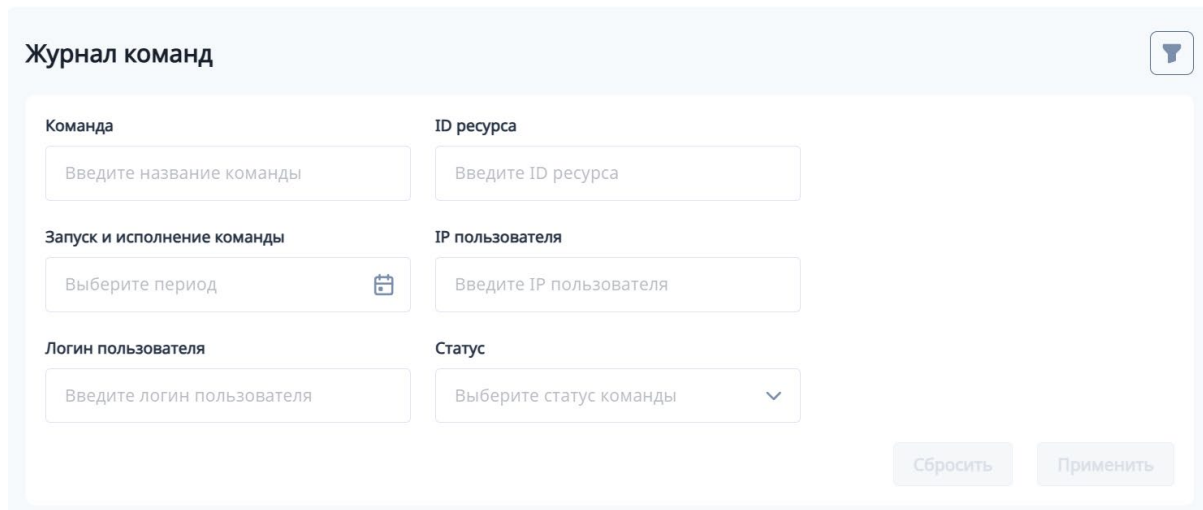 Журнал команд
Команда
ID ресурса
Введите название команды
Введите ID ресурса
Запуск и исполнение команды
IP пользователя
Выберите период
Введите IP пользователя
Логин пользователя
Статус
Введите логин пользователя
Выберите статус команды
Сбросить
Применить